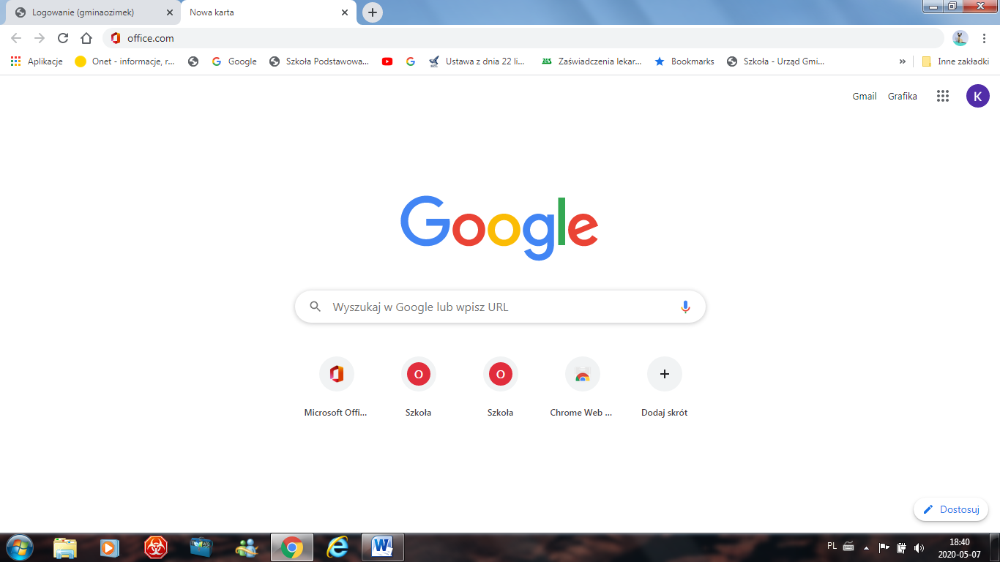 Logowanie (gminaozimek)
Nowa karta
office.com
Aplikacje
Onet - informacje, r...
Google
Szkoła Podstawowa...
Ustawa z dnia 22 li...
ZUS
Zaświadczenia lekar...
Bookmarks
Szkoła - Urząd Gmi...
»
Inne zakładki
Gmail
Grafika
K
Google
Wyszukaj w Google lub wpisz URL
O
O
Microsoft Offi...
Szkoła
Szkoła
Chrome Web ...
Dodaj skrót
Dostosuj
PL
18:40
2020-05-07